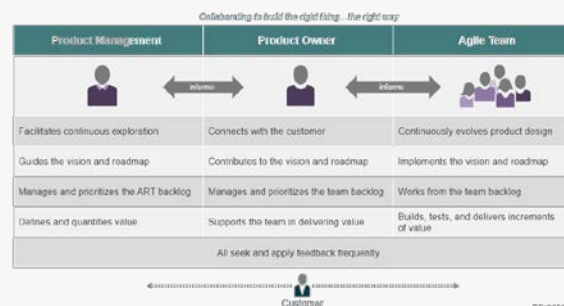 Collaborating to build the right thing...the right way
Product Management Product Owner Agile Team
informs informs
Facilitates continuous exploration Connects with the customer Continuously evolves product design
Guides the vision and roadmap Contributes to the vision and roadmap Implements the vision and roadmap
Manages and prioritizes the ART backlog Manages and prioritizes the team backlog Works from the team backlog
Defines and quantifies value Supports the team in delivering value Builds, tests, and delivers increments
of value
All seek and apply feedback frequently
Customer